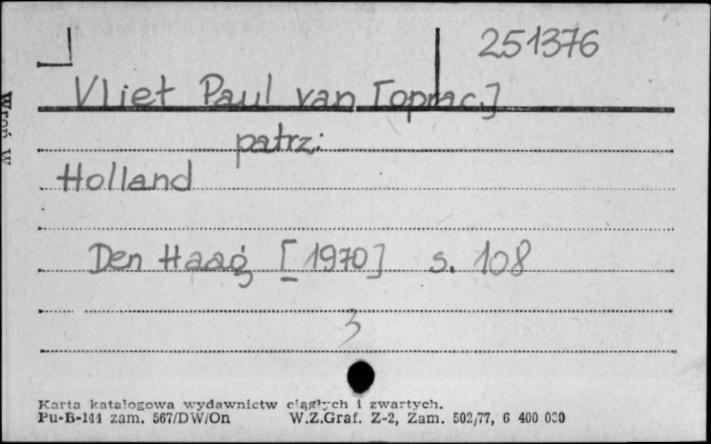 251376
Vliet Paul van [oprac.]
patrz:
Holland
Den Haag [1970] s. 108
3
Karta katalogowa wydawnictw ciągłych i zwartych.
Pu-B-141 zam. 567/DW/On W.Z.Graf. Z-2, Zam. 502/77, 6 400 000